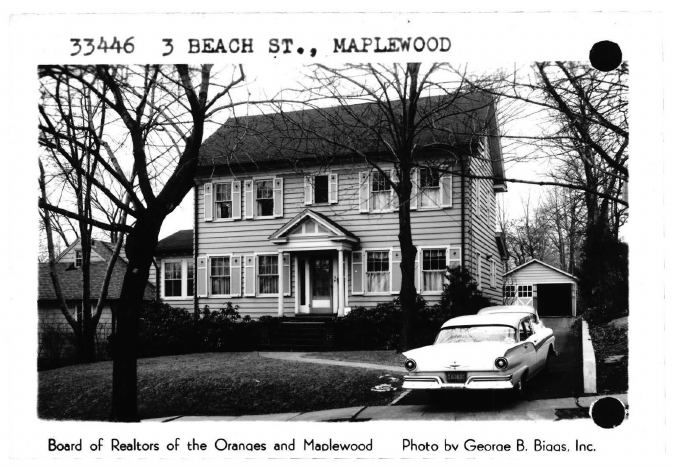 33446 3 BEACH ST., MAPLEWOOD
Board of Realtors of the Oranges and Maplewood Photo by George B. Biggs, Inc.